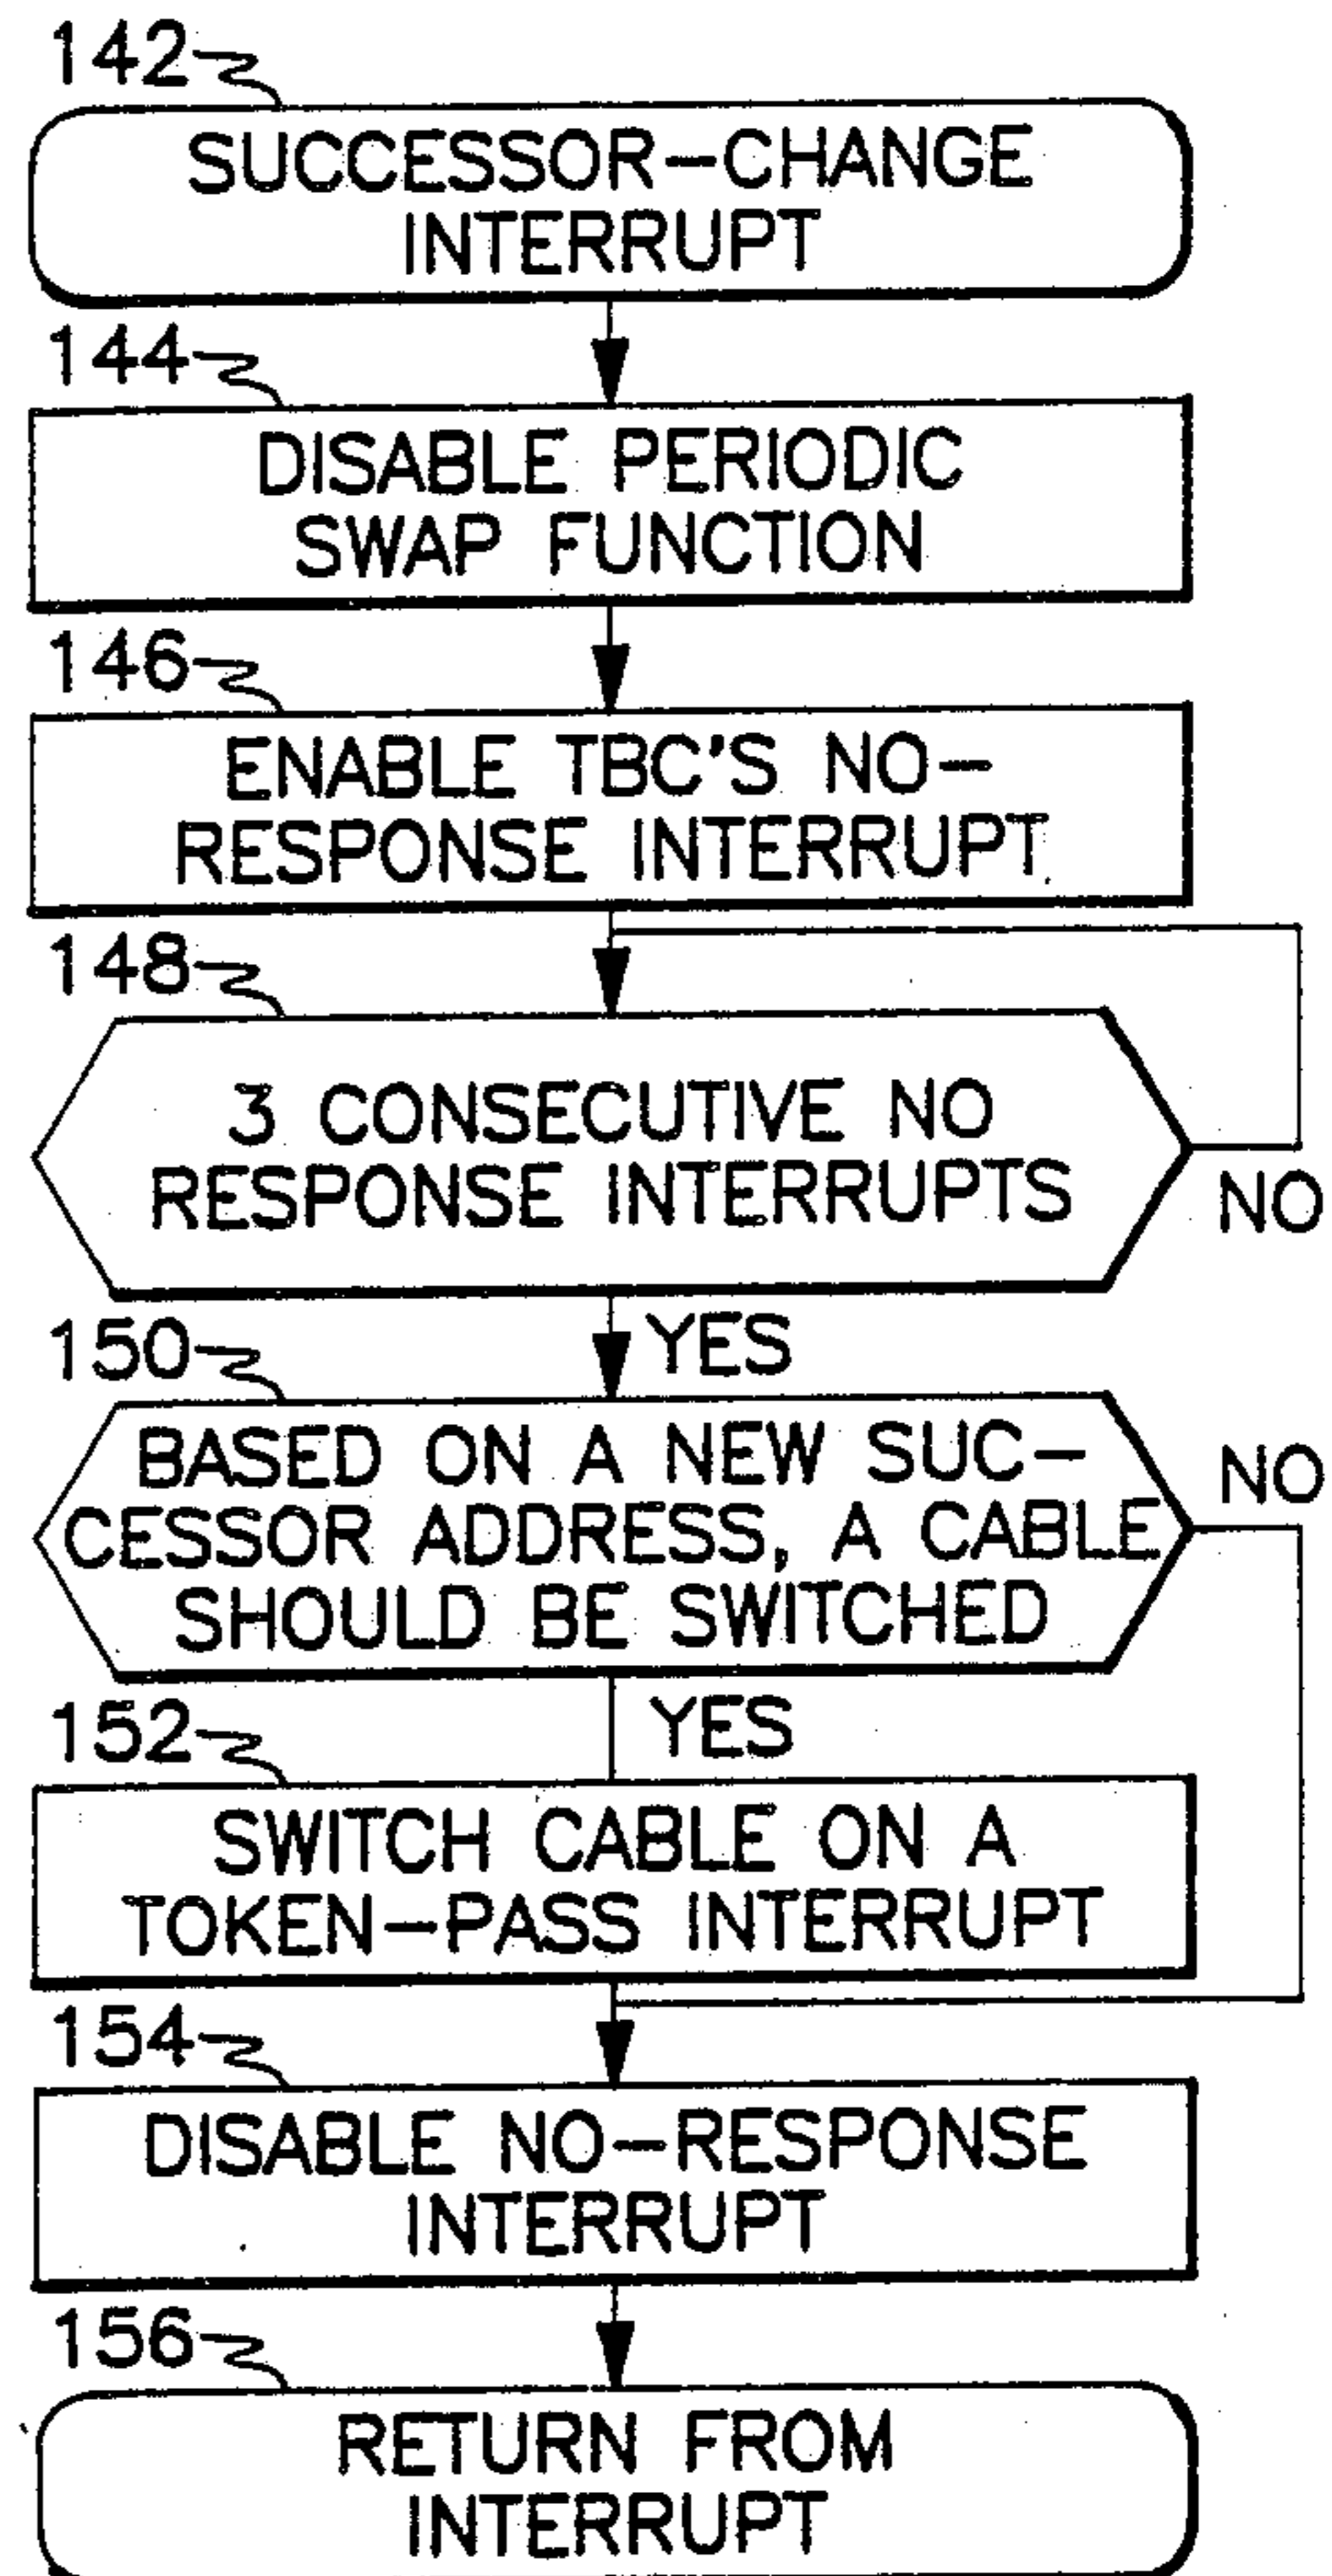 142
SUCCESSOR-CHANGE
INTERRUPT
144
DISABLE PERIODIC
SWAP FUNCTION
146
ENABLE TBC'S NO-
RESPONSE INTERRUPT
148
3 CONSECUTIVE NO
RESPONSE INTERRUPTS
NO
YES
150
BASED ON A NEW SUC-
CESSOR ADDRESS, A CABLE
SHOULD BE SWITCHED
NO
YES
152
SWITCH CABLE ON A
TOKEN-PASS INTERRUPT
154
DISABLE NO-RESPONSE
INTERRUPT
156
RETURN FROM
INTERRUPT